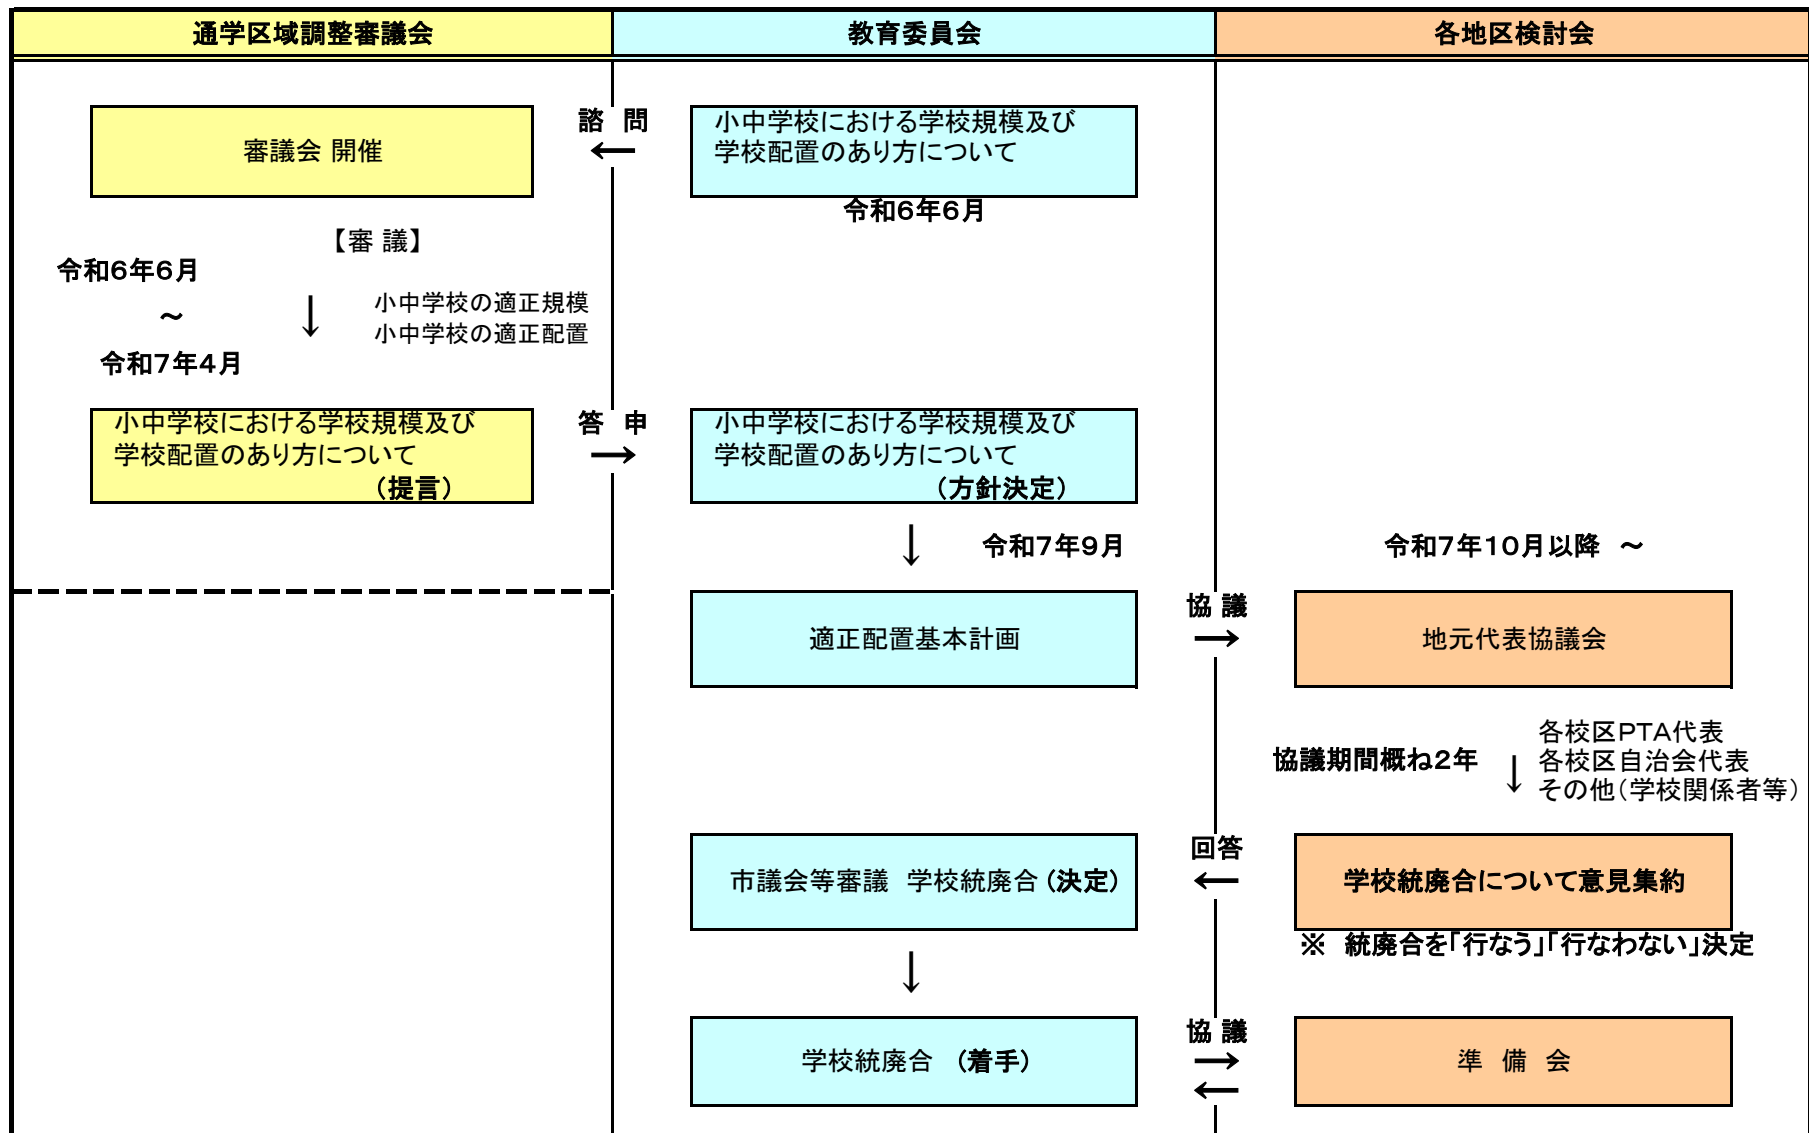 通学区域調整審議会
教育委員会
各地区検討会
審議会 開催
諮　問
←
小中学校における学校規模及び
学校配置のあり方について
令和6年6月
【審 議】
令和6年6月
～
令和7年4月
↓
小中学校の適正規模
小中学校の適正配置
小中学校における学校規模及び
学校配置のあり方について
（提言）
答　申
→
小中学校における学校規模及び
学校配置のあり方について
（方針決定）
↓
令和7年9月
令和7年10月以降　～
適正配置基本計画
協 議
→
地元代表協議会
協議期間概ね2年
↓
各校区PTA代表
各校区自治会代表
その他（学校関係者等）
市議会等審議　学校統廃合（決定）
回答
←
学校統廃合について意見集約
※　統廃合を「行なう」「行なわない」決定
↓
学校統廃合　（着手）
協 議
→
←
準　備　会